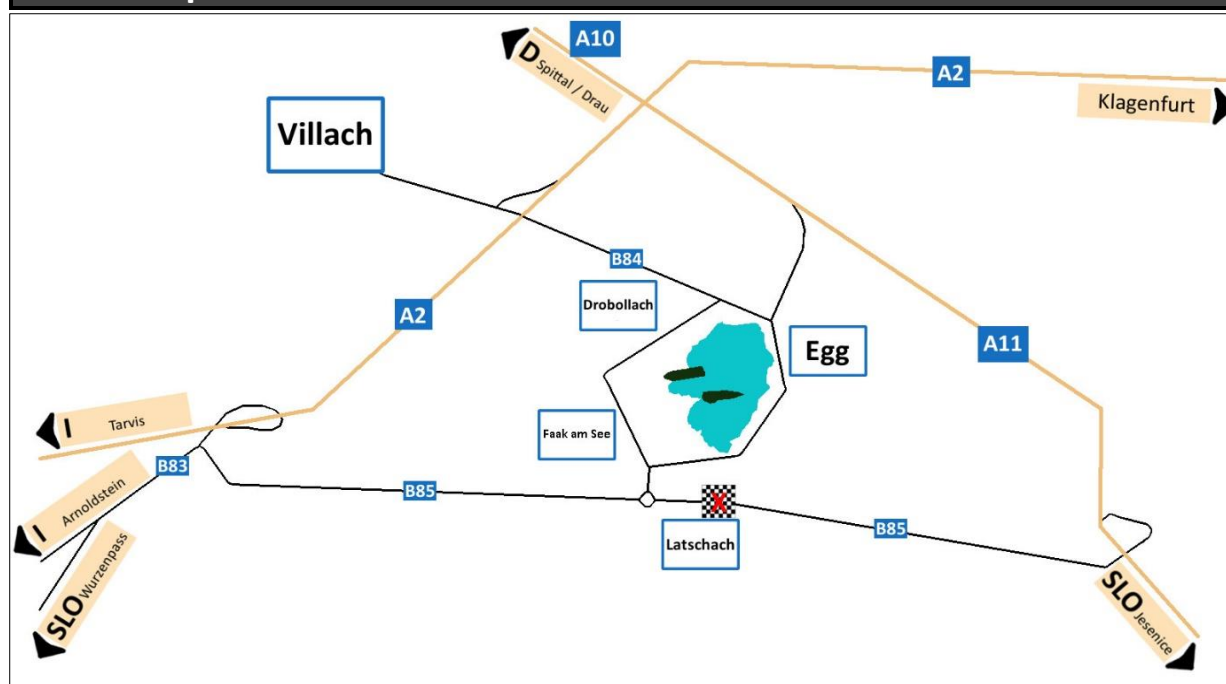 A10
D Spittal / Drau
A2
Klagenfurt
Villach
B84
Drobollach
A2
Egg
A11
I Tarvis
Faak am See
B83
B85
I Arnoldstein
X
B85
Latschach
SLO Wurzenpass
SLO Jesenice